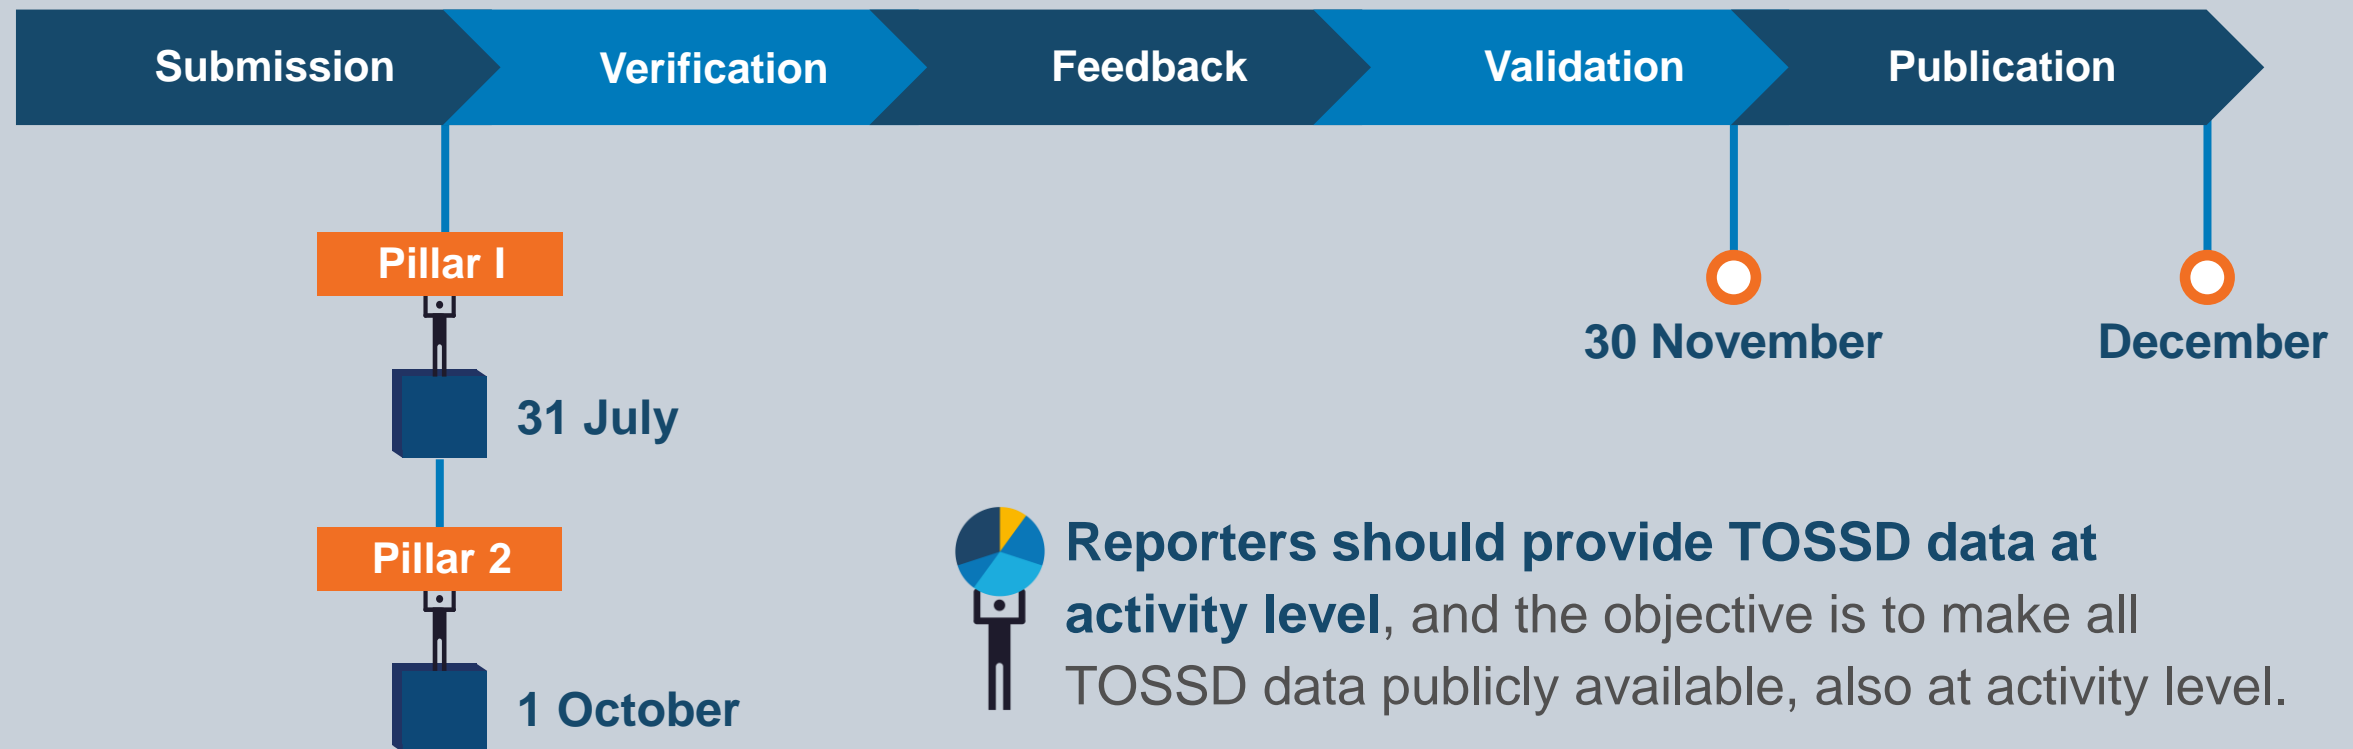 Submission
Verification
Feedback
Validation
Publication
Pillar I
31 July
Pillar 2
1 October
30 November
December
Reporters should provide TOSSD data at
activity level, and the objective is to make all
TOSSD data publicly available, also at activity level.